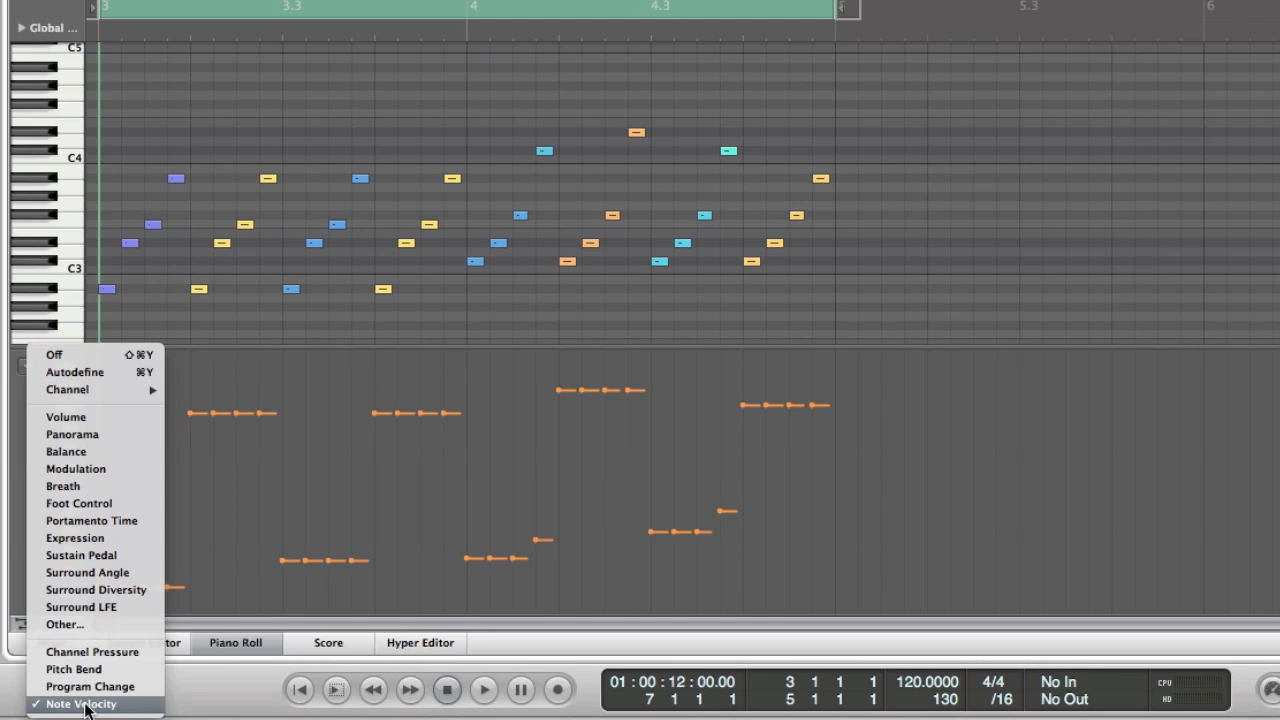 3 3.3 4 4.3 5.3 6
Global ...
C5
C4
C3
Off ⇧⌘Y
Autodefine ⌘Y
Channel
Volume
Panorama
Balance
Modulation
Breath
Foot Control
Portamento Time
Expression
Sustain Pedal
Surround Angle
Surround Diversity
Surround LFE
Other...
Channel Pressure
Pitch Bend
Program Change
✓ Note Velocity
Piano Roll Score Hyper Editor
01 : 00 : 12 : 00.00 3 1 1 1 120.0000 4/4 No In CPU
7 1 1 1 5 1 1 1 130 /16 No Out HD